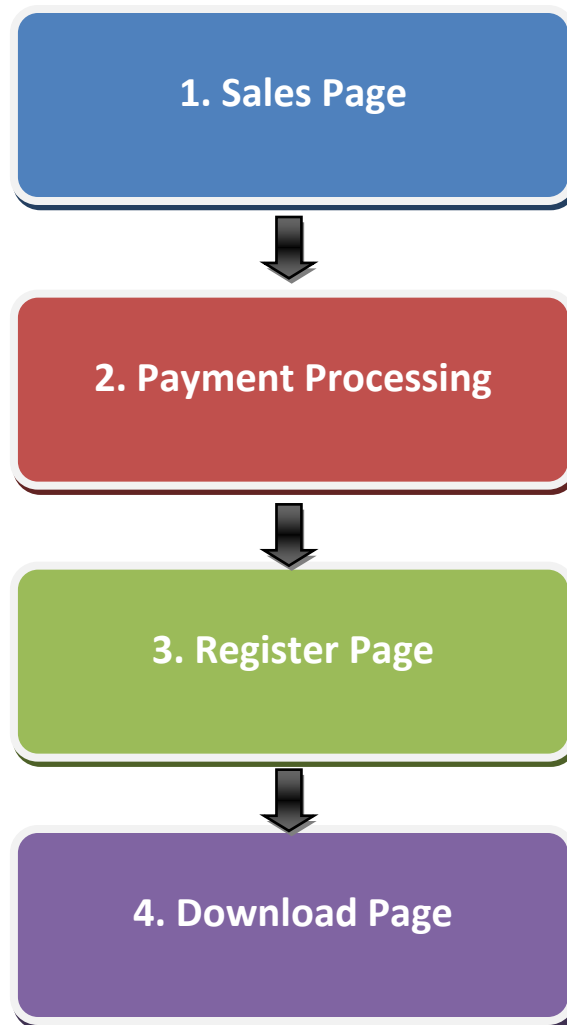 1. Sales Page
2. Payment Processing
3. Register Page
4. Download Page